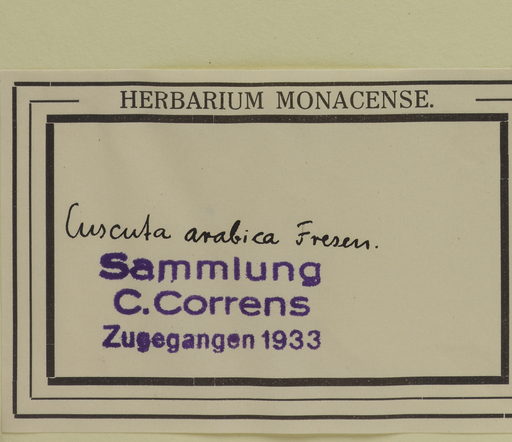 HERBARIUM MONACENSE.
Cuscuta arabica Fresen.
Sammlung
C. Correns
Zugegangen 1933